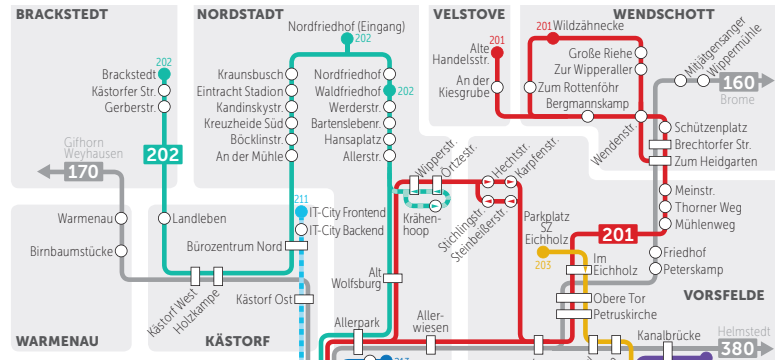 BRACKSTEDT
NORDSTADT
VELSTOVE
WENDSCHOTT
Nordfriedhof (Eingang)
202
202
Brackstedt
Kästorfer Str.
Gerberstr.
202
Gifhorn
Weyhausen
170
Kraunsbusch
Eintracht Stadion
Kandinskystr.
Kreuzheide Süd
Böcklinstr.
An der Mühle
Nordfriedhof
Waldfriedhof
202
Werderstr.
Bartenslebenr.
Hansaplatz
Allerstr.
Alte
Handelsstr.
201
An der
Kiesgrube
201
Wildzähnecke
Große Riehe
Zur Wipperaller
Zum Rottenföhr
Bergmannskamp
Wendenstr.
Mitjätgensanger
Wippermühle
160
Brome
Schützenplatz
Brechtorfer Str.
Zum Heidgarten
Meinstr.
Thorner Weg
Mühlenweg
Wipperstr.
Örtzestr.
Hechtstr.
Karpfenstr.
Krähen-
hoop
Stichlingstr.
Steinbeißerstr.
Parkplatz
SZ
Eichholz
203
201
Im
Eichholz
Friedhof
Peterskamp
Obere Tor
Petruskirche
VORSFELDE
Warmenau
Birnbaumstücke
Landleben
211
IT-City Frontend
IT-City Backend
Bürozentrum Nord
Kästorf West
Holzkampe
Kästorf Ost
Alt
Wolfsburg
Allerpark
Aller-
wiesen
Kanalbrücke
Helmstedt
380
WARMENAU
KÄSTORF
213